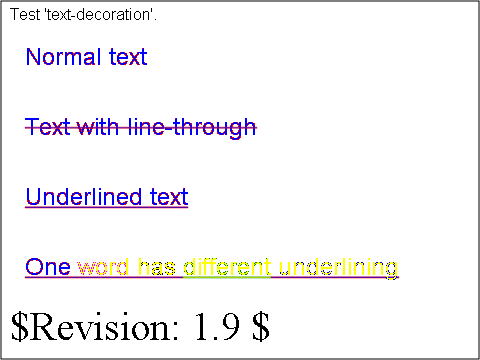 Test 'text-decoration'.
Normal text
Text with line-through
Underlined text
One word has different underlining
$Revision: 1.9 $